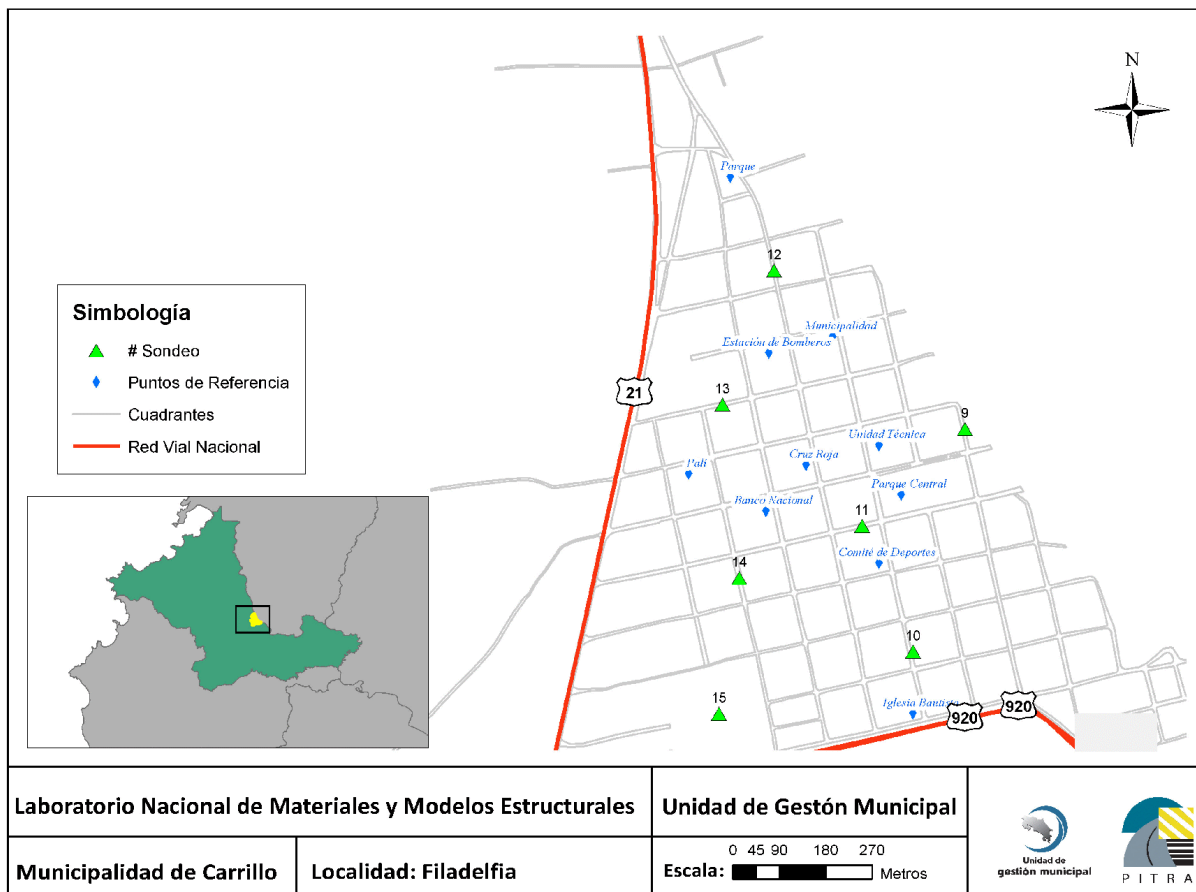 N
Parque
12
Municipalidad
Estación de Bomberos
21
13
9
Unidad Técnica
Cruz Roja
Palí
Parque Central
Banco Nacional
11
Comité de Deportes
14
10
15
Iglesia Bautista
920
920
Simbología
# Sondeo
Puntos de Referencia
Cuadrantes
Red Vial Nacional
Laboratorio Nacional de Materiales y Modelos Estructurales
Unidad de Gestón Municipal
Municipalidad de Carrillo
Localidad: Filadelfia
Escala:
0 45 90 180 270
Metros
Unidad de
gestión municipal
PITRA